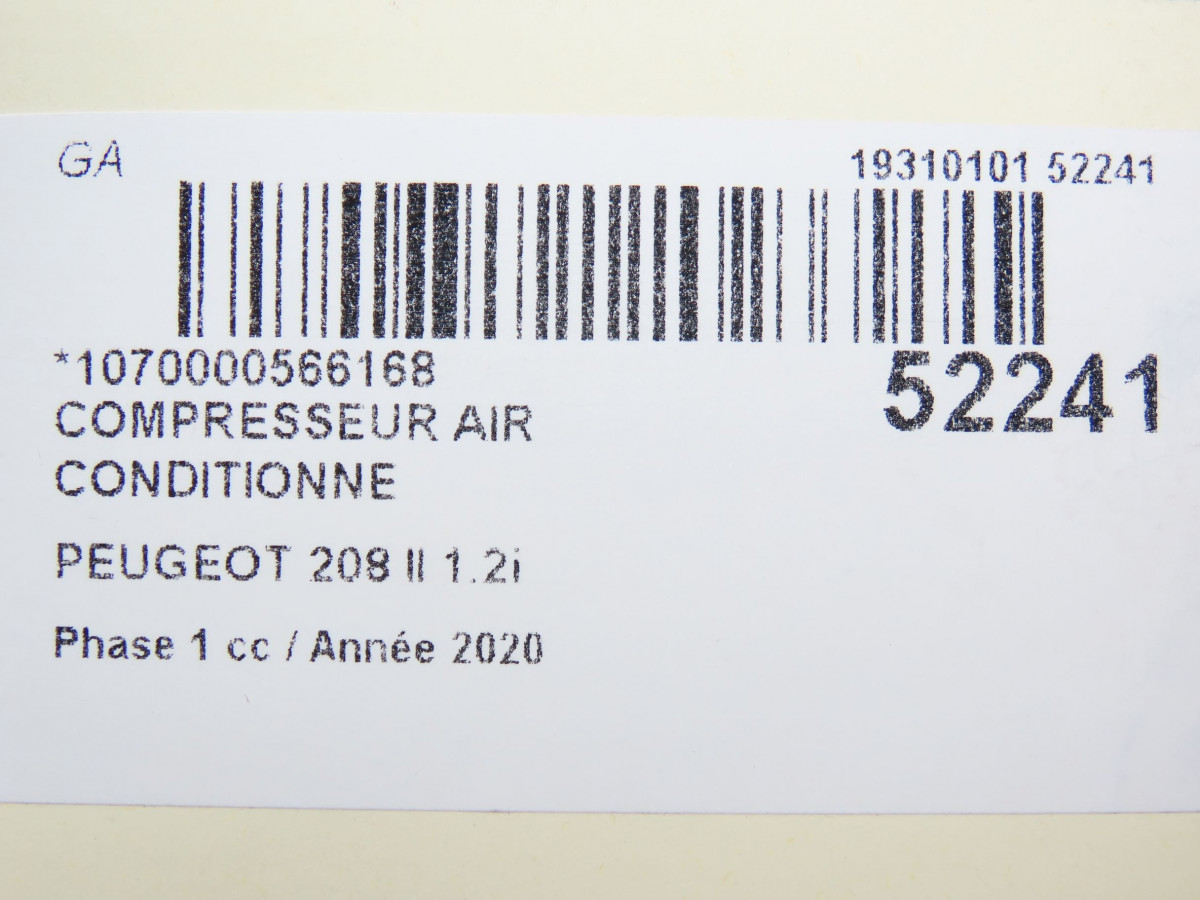 GA
19310101 52241
*1070000566168
52241
COMPRESSEUR AIR
CONDITIONNE
PEUGEOT 208 II 1.2i
Phase 1 cc / Année 2020